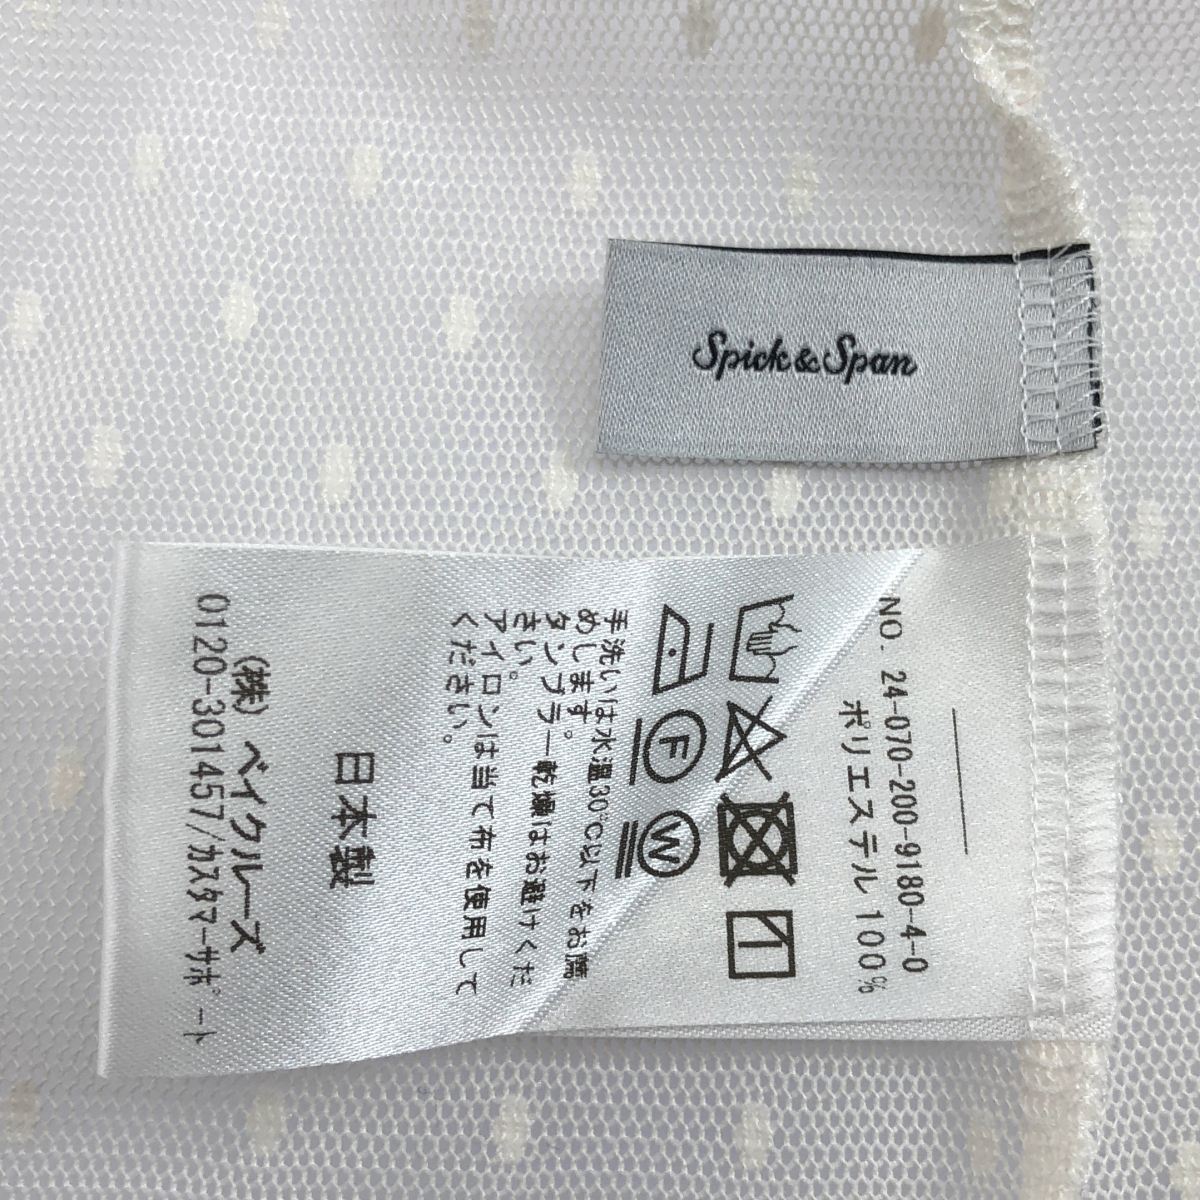 Spick & Span
NO. 24-070-200-9180-4-0
ポリエステル 100%
手洗いは水温30℃以下をお薦
めします。
タンブラー乾燥はお避けくだ
さい。
アイロンは当て布を使用して
ください。
日本製
(株) ベイクルーズ
0120-301457/カスタマーサポート